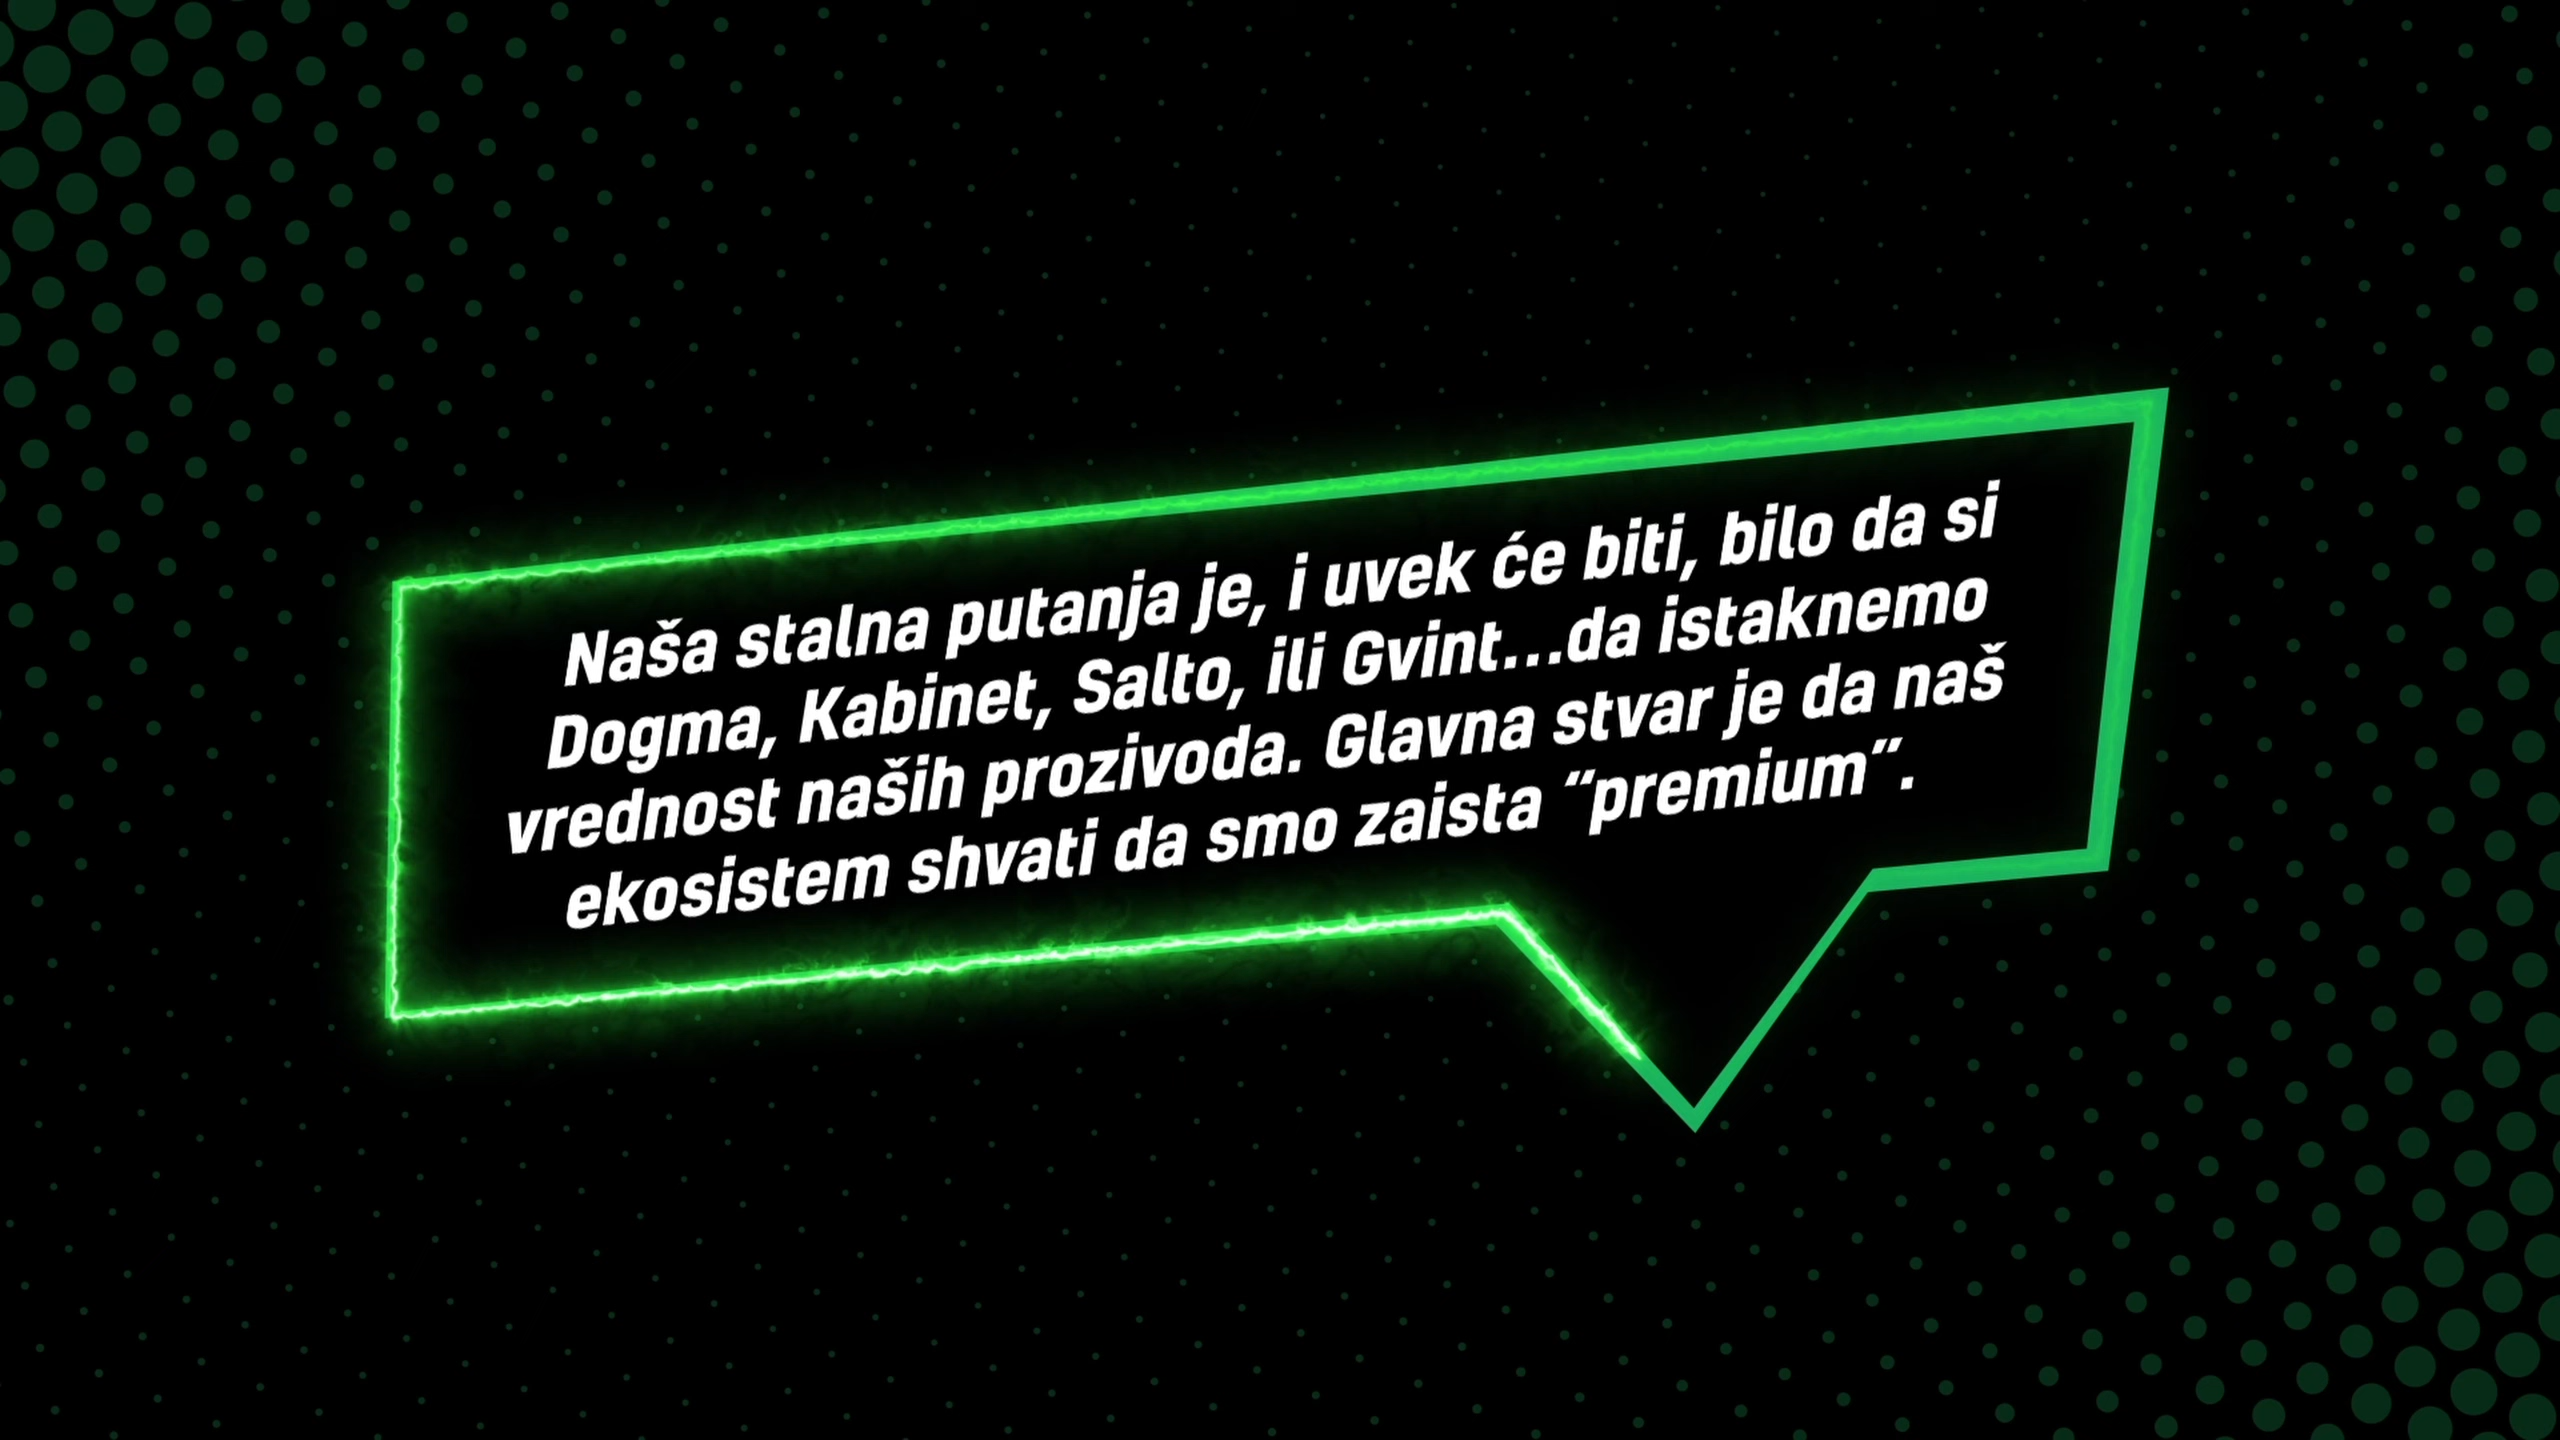 Naša stalna putanja je, i uvek će biti, bilo da si
Dogma, Kabinet, Salto, ili Gvint...da istaknemo
vrednost naših prozivoda. Glavna stvar je da naš
ekosistem shvati da smo zaista “premium”.